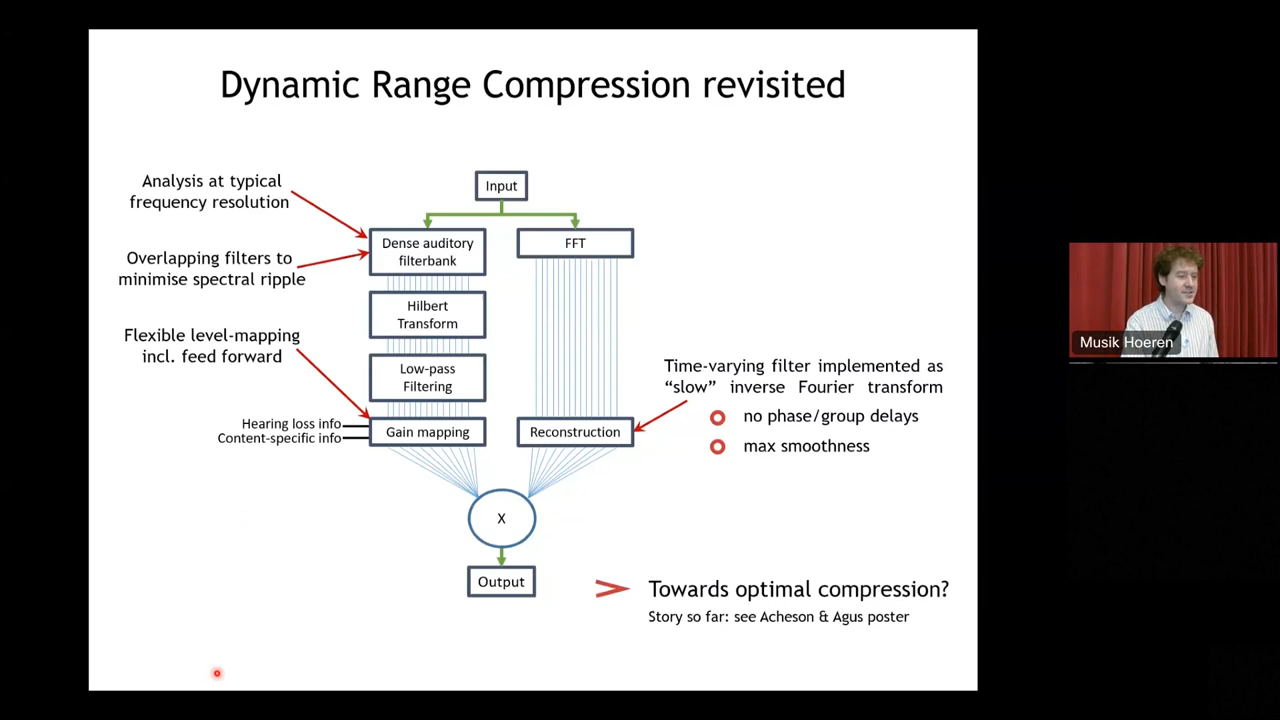 Dynamic Range Compression revisited
Analysis at typical
frequency resolution
Overlapping filters to
minimise spectral ripple
Flexible level-mapping
incl. feed forward
Hearing loss info
Content-specific info
Input
Dense auditory
filterbank
FFT
Hilbert
Transform
Low-pass
Filtering
Gain mapping
Reconstruction
X
Output
Time-varying filter implemented as
“slow” inverse Fourier transform
no phase/group delays
max smoothness
Towards optimal compression?
Story so far: see Acheson & Agus poster
Musik Hoeren